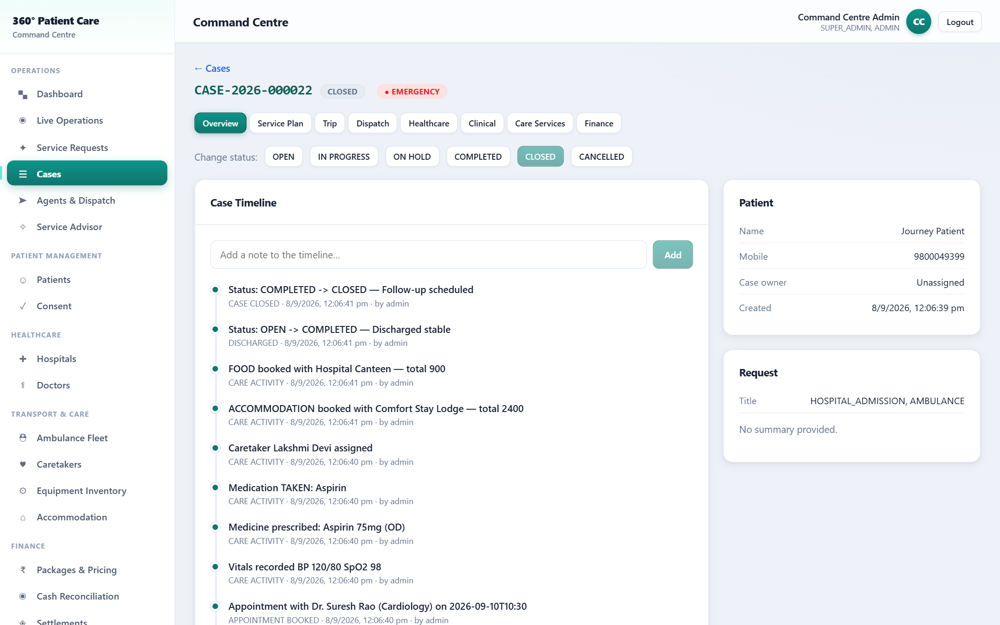 360° Patient Care
Command Centre
OPERATIONS
Dashboard
Live Operations
Service Requests
Cases
Agents & Dispatch
Service Advisor
PATIENT MANAGEMENT
Patients
Consent
HEALTHCARE
Hospitals
Doctors
TRANSPORT & CARE
Ambulance Fleet
Caretakers
Equipment Inventory
Accommodation
FINANCE
₹ Packages & Pricing
Cash Reconciliation
Settlements
Command Centre
Command Centre Admin
SUPER_ADMIN, ADMIN
CC
Logout
← Cases
CASE-2026-000022 CLOSED ● EMERGENCY
Overview Service Plan Trip Dispatch Healthcare Clinical Care Services Finance
Change status: OPEN IN PROGRESS ON HOLD COMPLETED CLOSED CANCELLED
Case Timeline
Add a note to the timeline... Add
Status: COMPLETED -> CLOSED — Follow-up scheduled
CASE CLOSED · 8/9/2026, 12:06:41 pm · by admin
Status: OPEN -> COMPLETED — Discharged stable
DISCHARGED · 8/9/2026, 12:06:41 pm · by admin
FOOD booked with Hospital Canteen — total 900
CARE ACTIVITY · 8/9/2026, 12:06:41 pm · by admin
ACCOMMODATION booked with Comfort Stay Lodge — total 2400
CARE ACTIVITY · 8/9/2026, 12:06:41 pm · by admin
Caretaker Lakshmi Devi assigned
CARE ACTIVITY · 8/9/2026, 12:06:40 pm · by admin
Medication TAKEN: Aspirin
CARE ACTIVITY · 8/9/2026, 12:06:40 pm · by admin
Medicine prescribed: Aspirin 75mg (OD)
CARE ACTIVITY · 8/9/2026, 12:06:40 pm · by admin
Vitals recorded BP 120/80 SpO2 98
CARE ACTIVITY · 8/9/2026, 12:06:40 pm · by admin
Appointment with Dr. Suresh Rao (Cardiology) on 2026-09-10T10:30
APPOINTMENT BOOKED · 8/9/2026, 12:06:40 pm · by admin
Patient
Name Journey Patient
Mobile 9800049399
Case owner Unassigned
Created 8/9/2026, 12:06:39 pm
Request
Title HOSPITAL_ADMISSION, AMBULANCE
No summary provided.